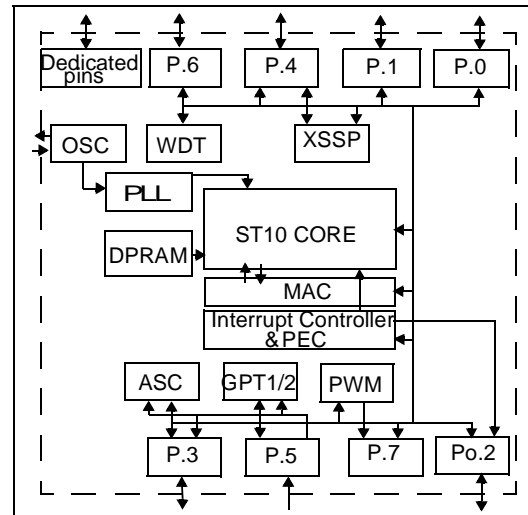 Dedicated pins
P.6
P.4
P.1
P.0
OSC
WDT
XSSP
PLL
ST10 CORE
DPRAM
MAC
Interrupt Controller
& PEC
ASC
GPT1/2
PWM
P.3
P.5
P.7
Po.2